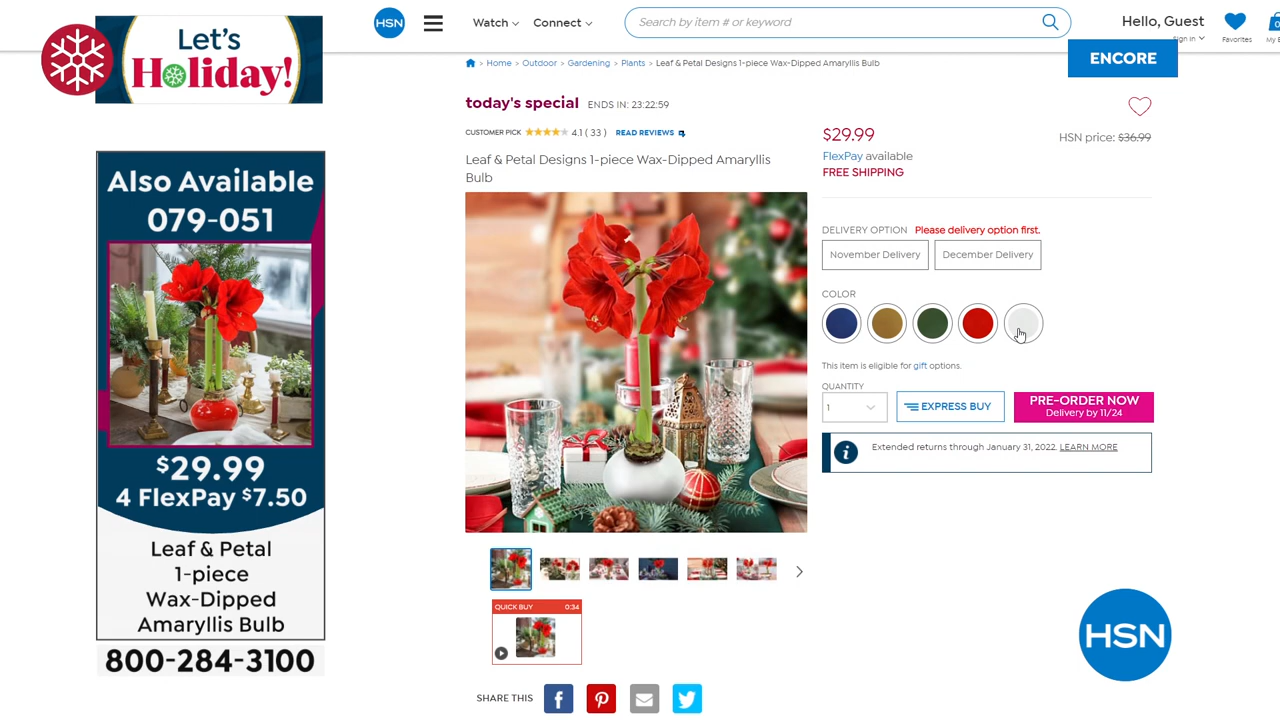 Let's
Holiday!
Also Available
079-051
$29.99
4 FlexPay $7.50
Leaf & Petal
1-piece
Wax-Dipped
Amaryllis Bulb
800-284-3100
HSN
Watch
Connect
Search by item # or keyword
Hello, Guest
Sign In
Favorites
ENCORE
> Home > Outdoor > Gardening > Plants > Leaf & Petal Designs 1-piece Wax-Dipped Amaryllis Bulb
today's special ENDS IN: 23:22:59
CUSTOMER PICK 4.1 ( 33 ) READ REVIEWS
Leaf & Petal Designs 1-piece Wax-Dipped Amaryllis
Bulb
$29.99
HSN price: $36.99
FlexPay available
FREE SHIPPING
DELIVERY OPTION Please delivery option first.
November Delivery
December Delivery
COLOR
This item is eligible for gift options.
QUANTITY
1
EXPRESS BUY
PRE-ORDER NOW
Delivery by 11/24
Extended returns through January 31, 2022. LEARN MORE
QUICK BUY 0:34
SHARE THIS
HSN